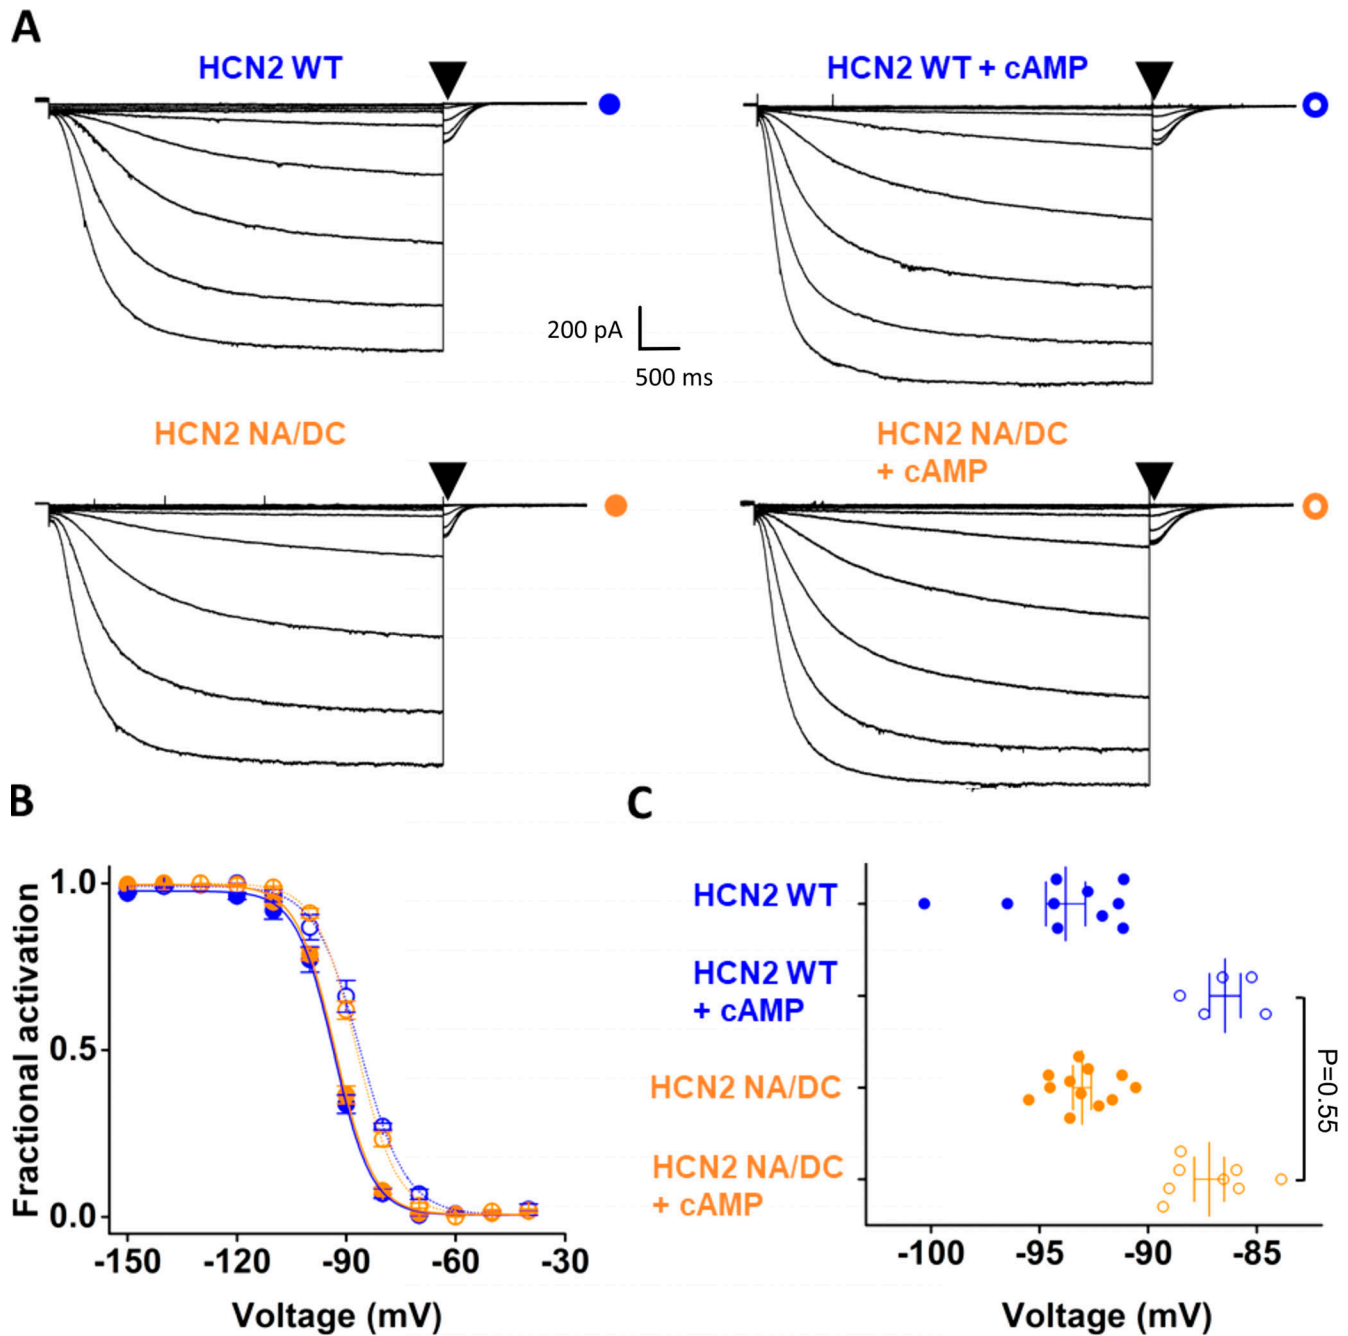 A
HCN2 WT
HCN2 WT + cAMP
200 pA
500 ms
HCN2 NA/DC
HCN2 NA/DC
+ cAMP
B
Fractional activation
1.0
0.5
0.0
-150 -120 -90 -60 -30
Voltage (mV)
C
HCN2 WT
HCN2 WT
+ cAMP
HCN2 NA/DC
HCN2 NA/DC
+ cAMP
P=0.55
-100 -95 -90 -85
Voltage (mV)